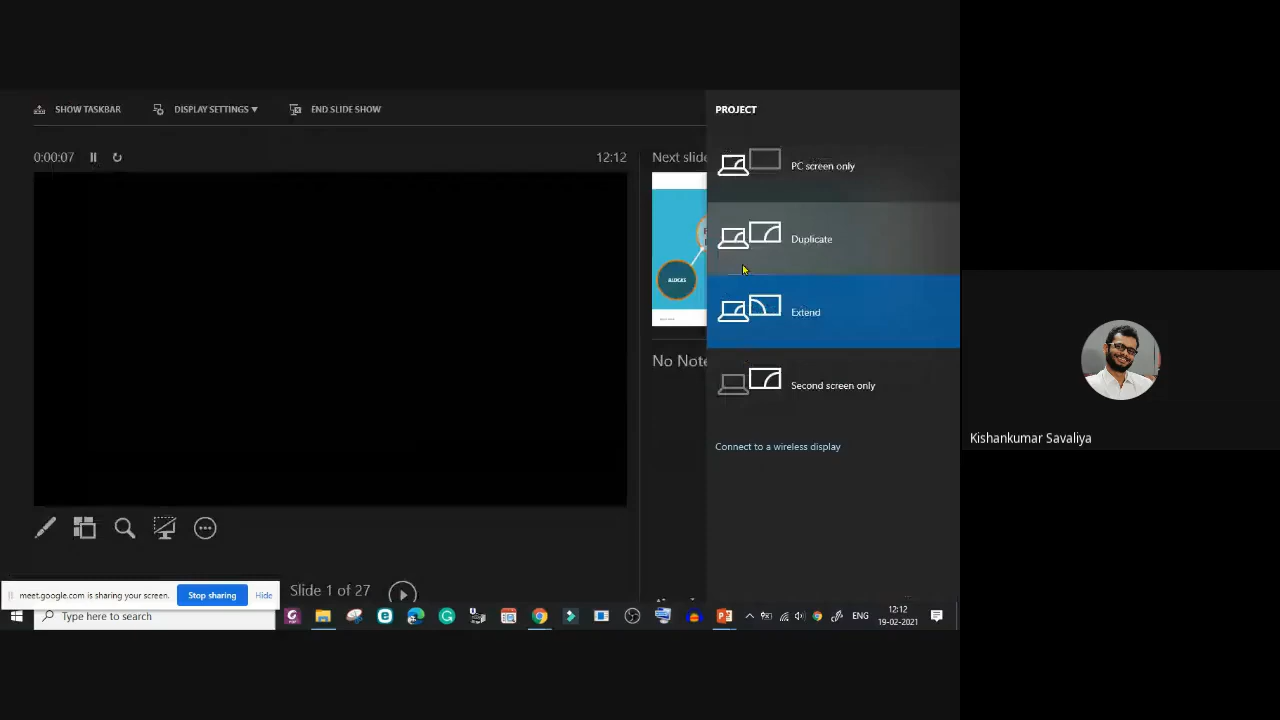 SHOW TASKBAR
DISPLAY SETTINGS ▼
END SLIDE SHOW
PROJECT
0:00:07
12:12
Next slide
PC screen only
Duplicate
BLOCKS
Extend
No Note
Second screen only
Connect to a wireless display
Kishankumar Savaliya
Slide 1 of 27
meet.google.com is sharing your screen.
Stop sharing
Hide
Type here to search
ENG
12:12
19-02-2021